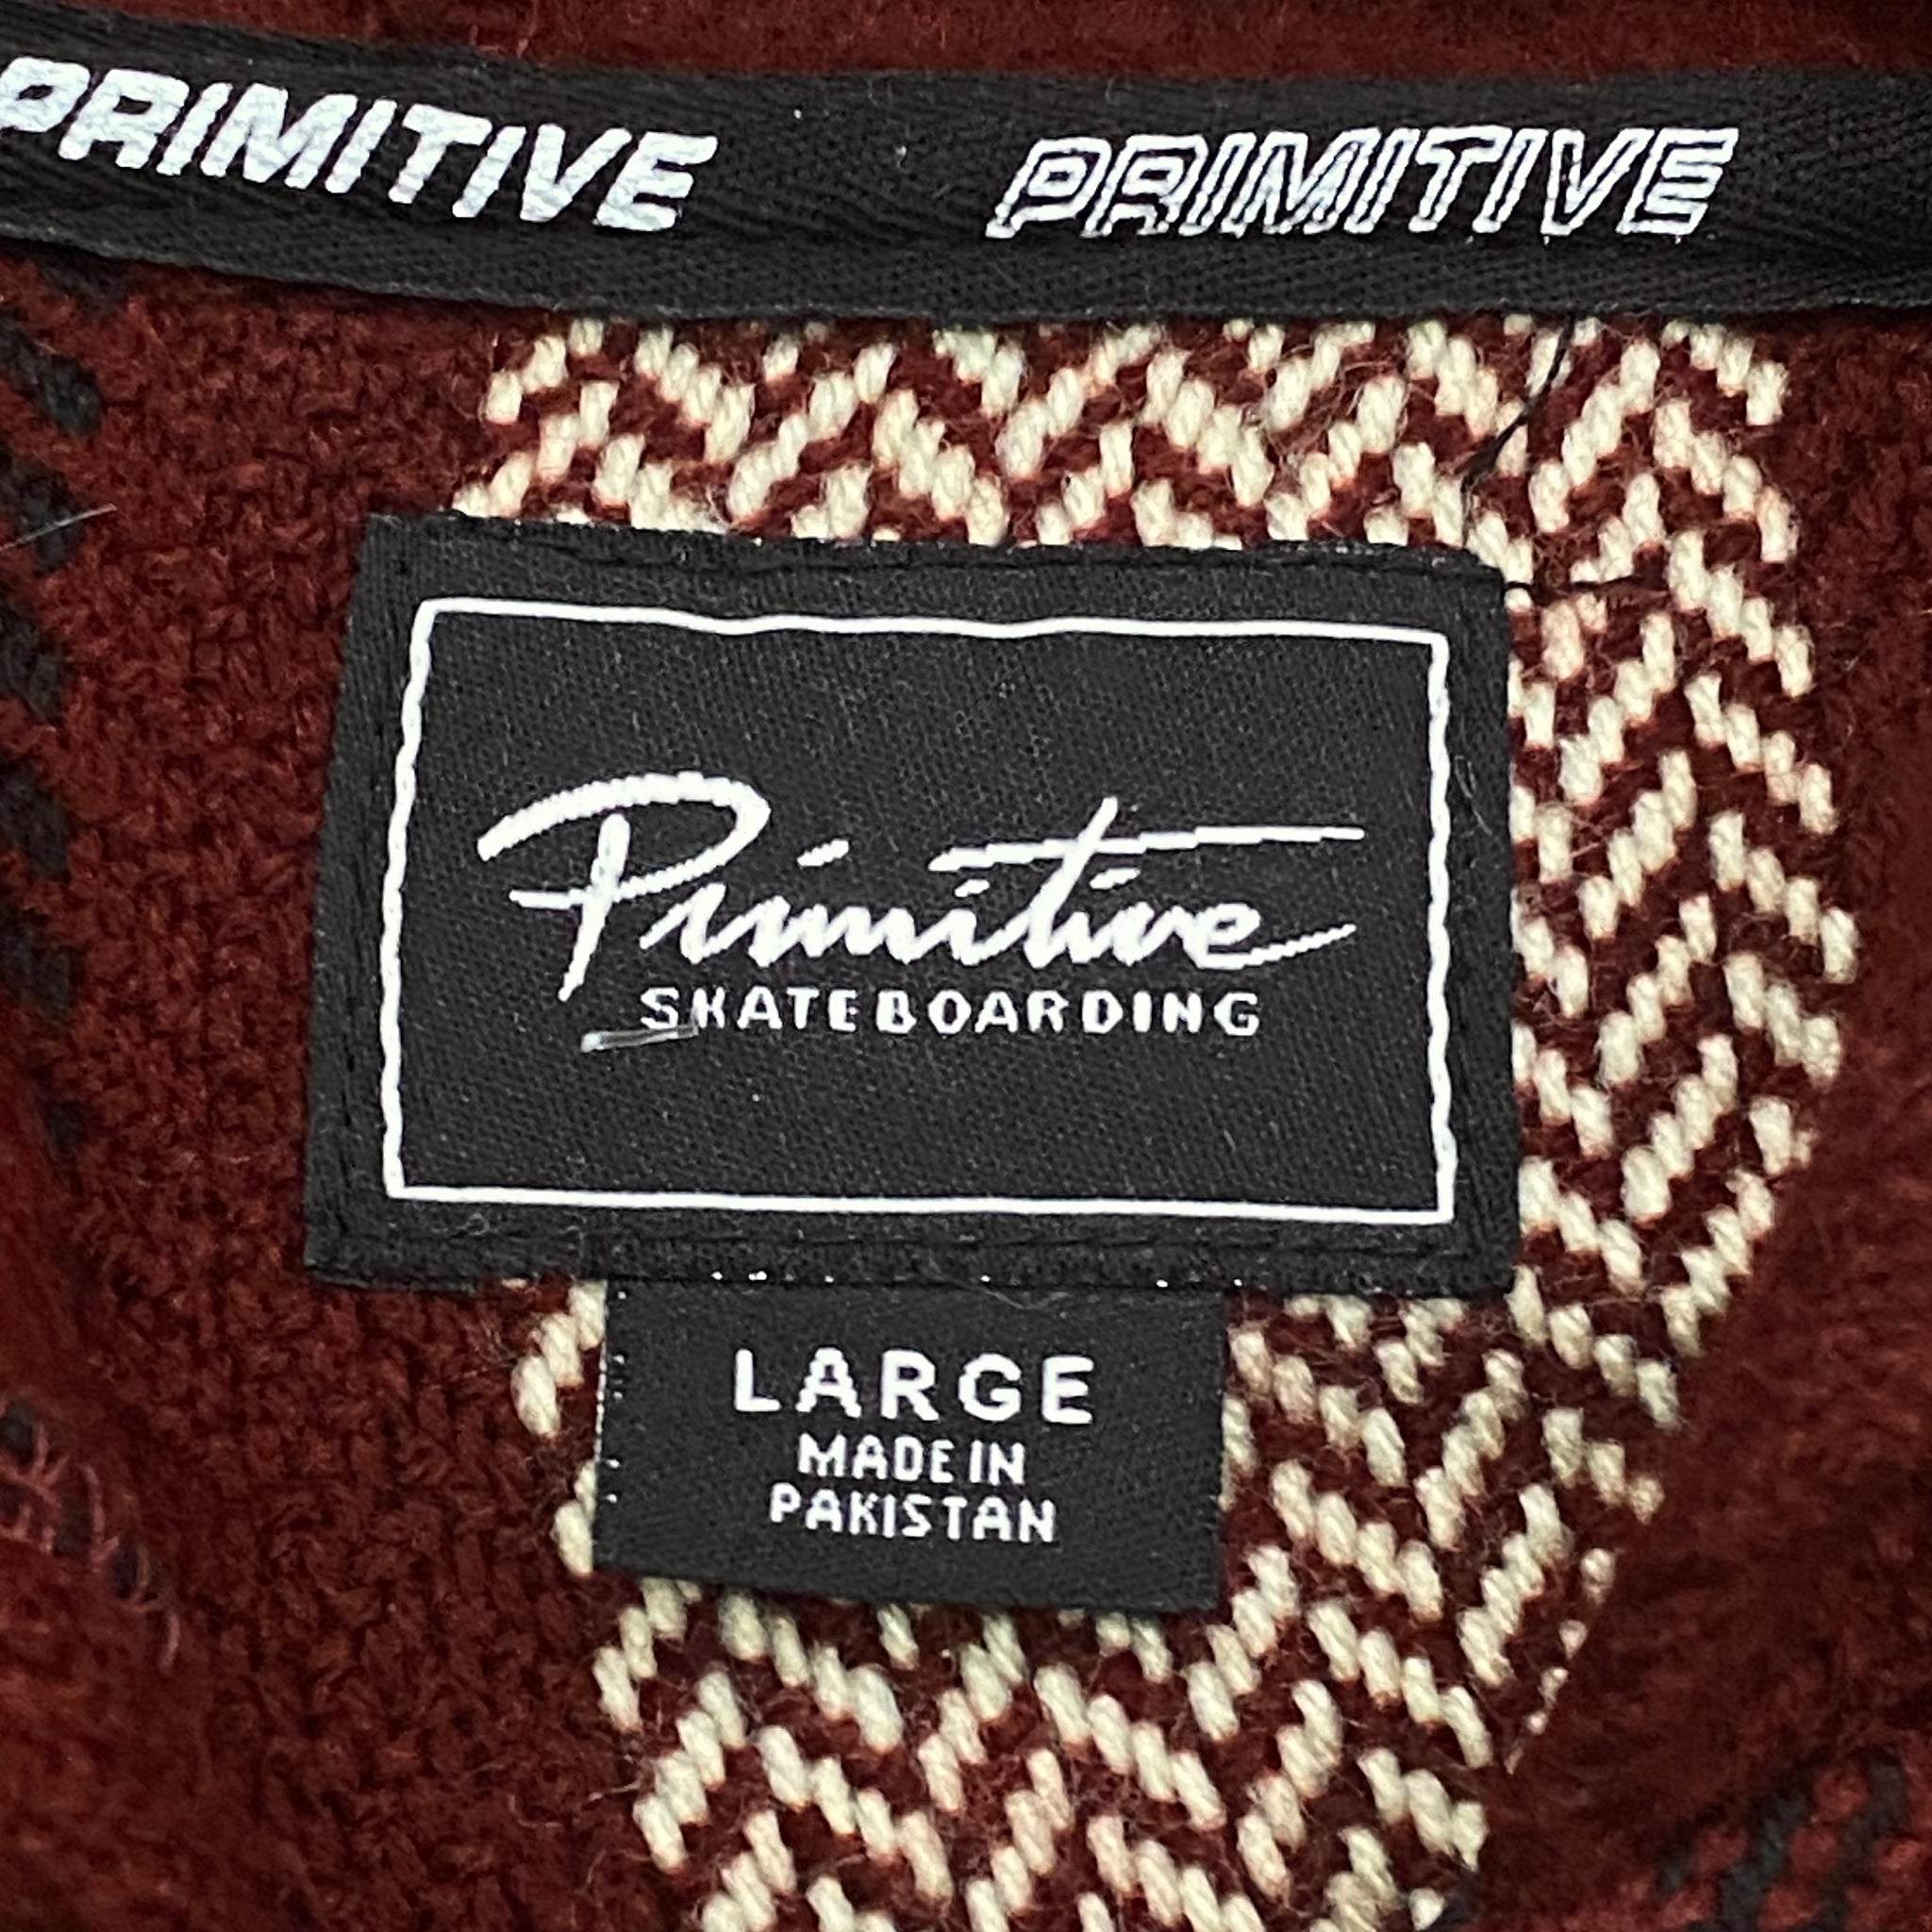 PRIMITIVE PRIMITIVE
Primitive
SKATEBOARDING
LARGE
MADE IN
PAKISTAN